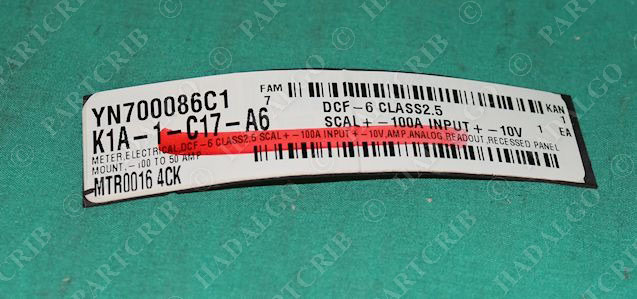 YN700086C1
FAM
7
DCF-6 CLASS2.5
KAN
1
K1A-1-C17-A6
SCAL+-100A INPUT+-10V
1
EA
METER,ELECTRICAL,DCF-6 CLASS2.5 SCAL+-100A INPUT+-10V,AMP,ANALOG READOUT,RECESSED PANEL
MOUNT,-100 TO 50 AMP
MTR0016 4CK
PARTCRIB
HADALGO